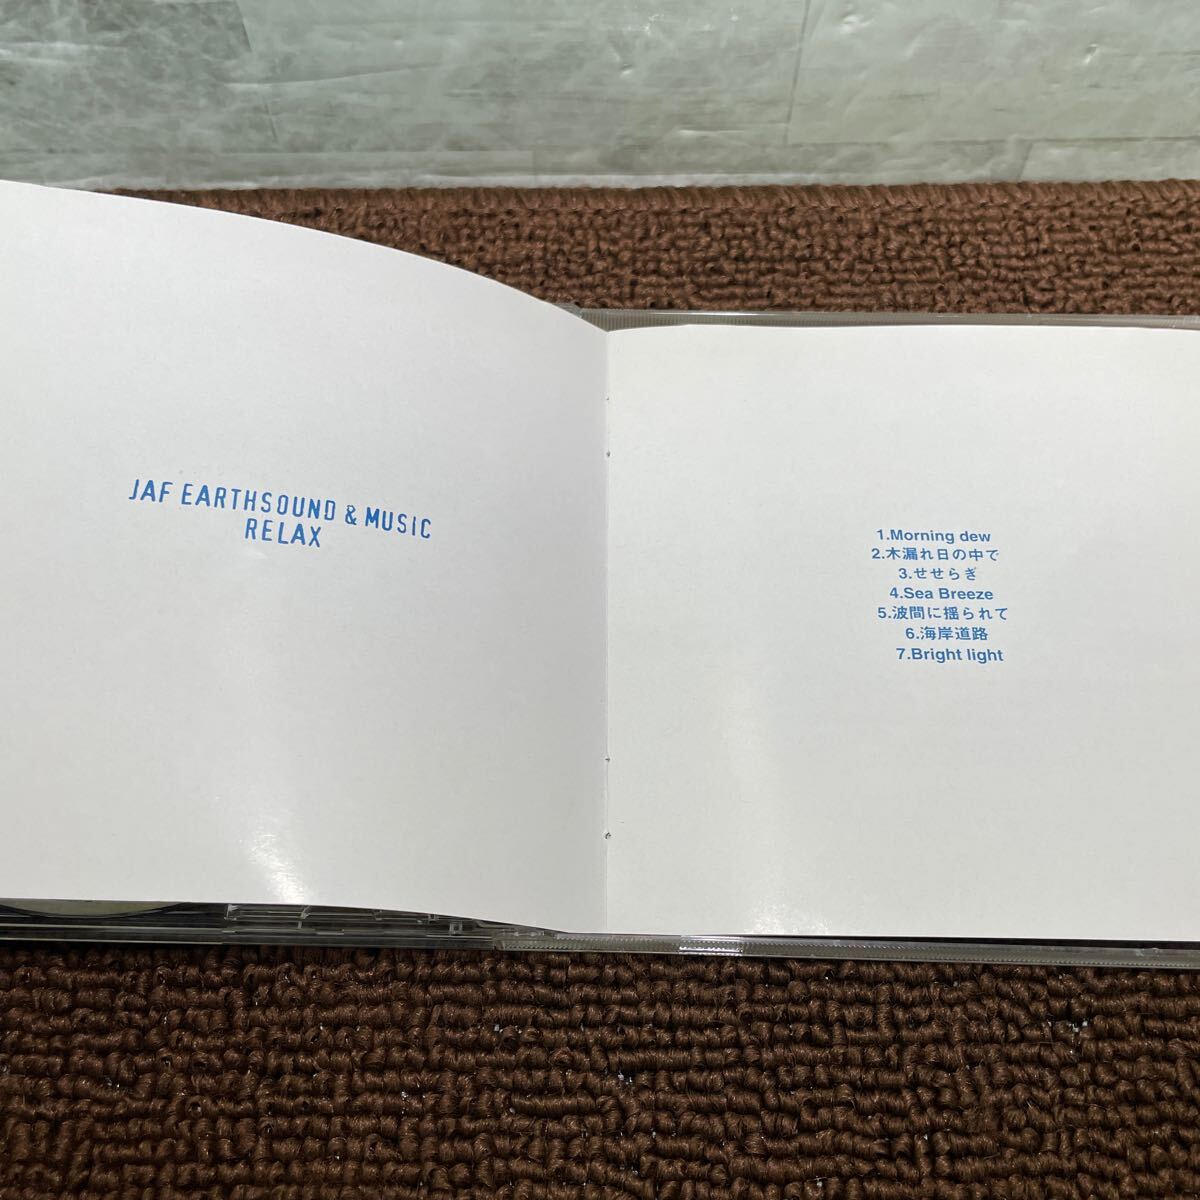 JAF EARTHSOUND & MUSIC
RELAX
1.Morning dew
2.木漏れ日の中で
3.せせらぎ
4.Sea Breeze
5.波間に揺られて
6.海岸道路
7.Bright light